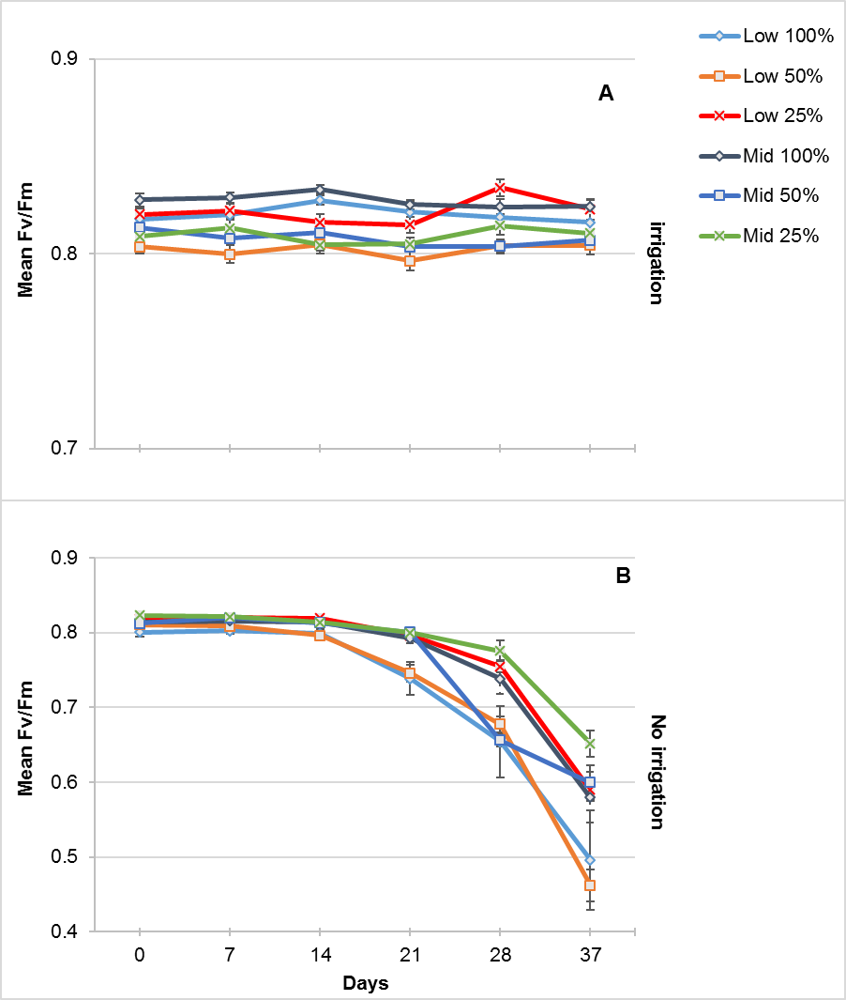 Low 100%
Low 50%
Low 25%
Mid 100%
Mid 50%
Mid 25%
A
0.9
0.8
0.7
Mean Fv/Fm
irrigation
B
0.9
0.8
0.7
0.6
0.5
0.4
Mean Fv/Fm
No irrigation
0 7 14 21 28 37
Days